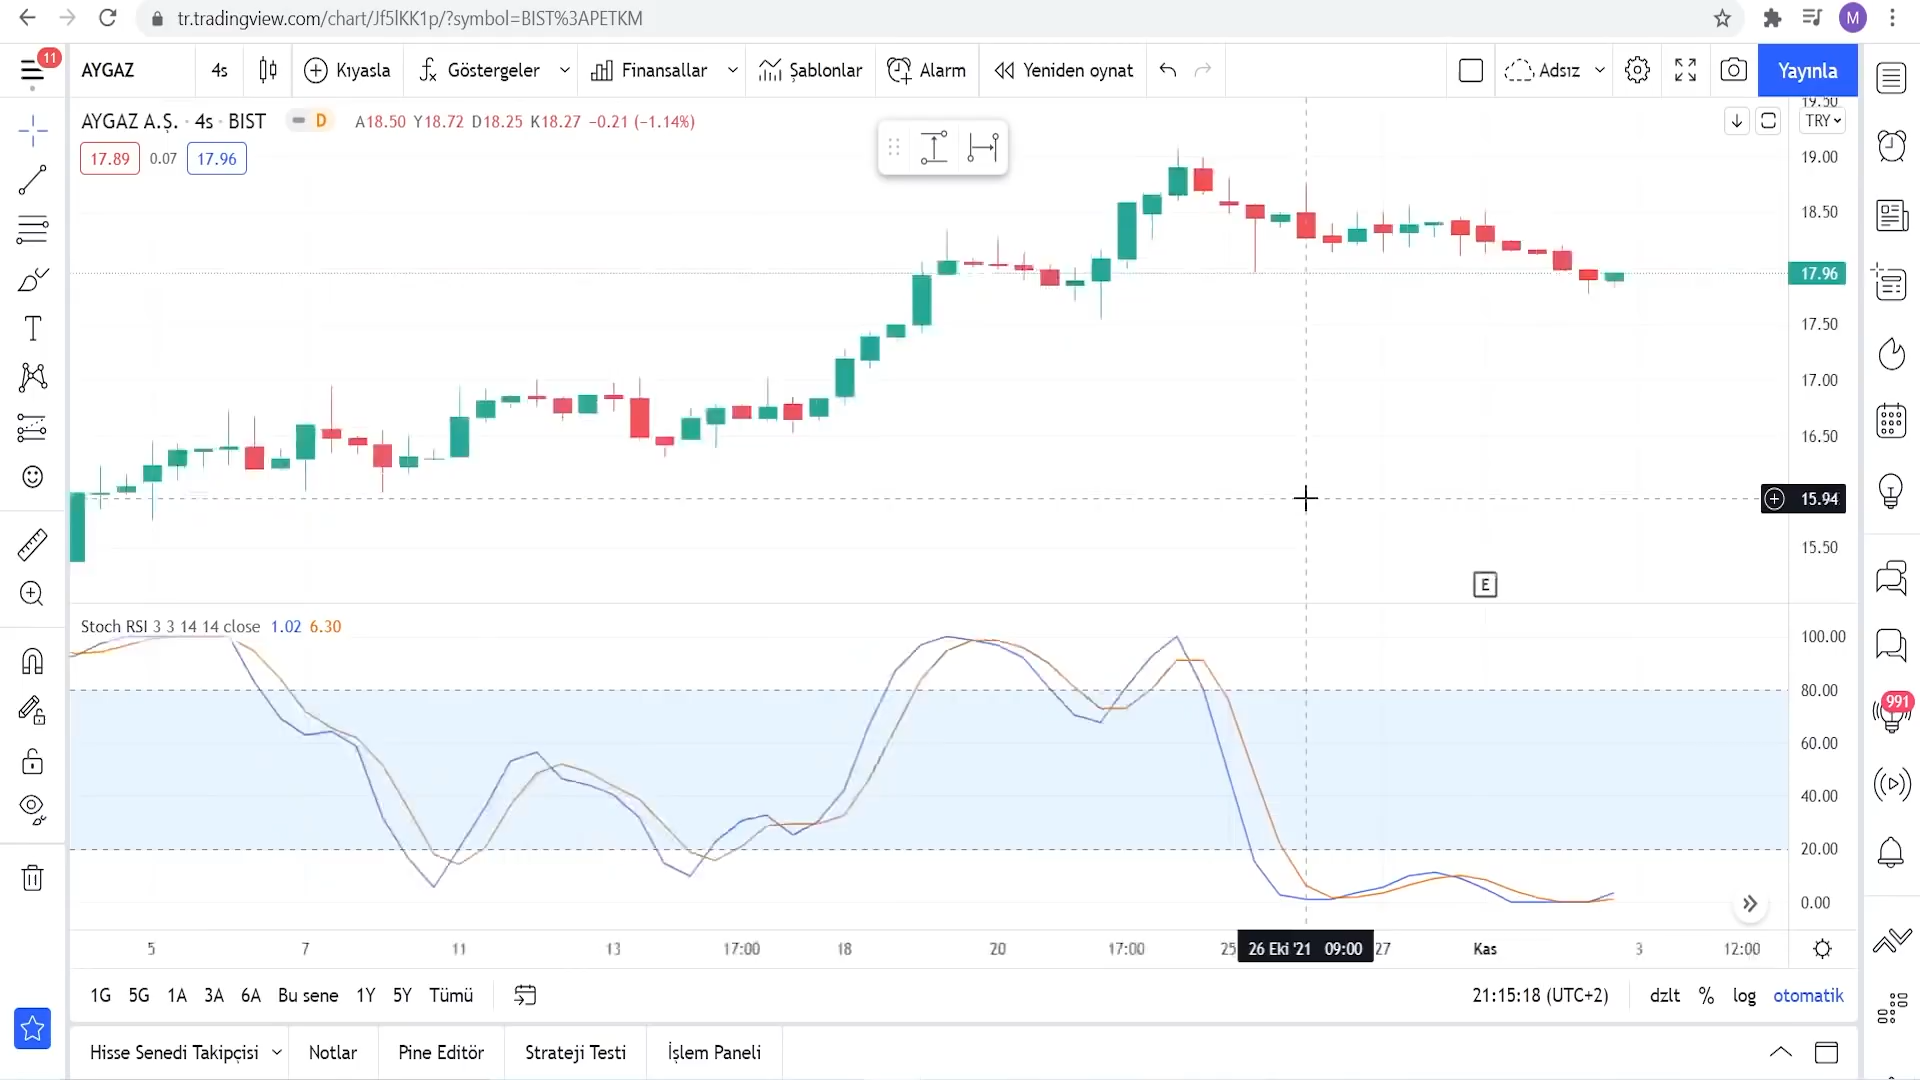 tr.tradingview.com/chart/Jf5lKK1p/?symbol=BIST%3APETKM
M
11
AYGAZ
4s
Kıyasla
Göstergeler
Finansallar
Şablonlar
Alarm
Yeniden oynat
Adsız
Yayınla
AYGAZ A.Ş. · 4s · BIST
D
A18.50 Y18.72 D18.25 K18.27 −0.21 (−1.14%)
TRY
17.89
0.07
17.96
19.50
19.00
18.50
17.96
17.50
17.00
16.50
15.94
15.50
E
Stoch RSI 3 3 14 14 close 1.02 6.30
100.00
80.00
60.00
40.00
20.00
0.00
991
5
7
11
13
17:00
18
20
17:00
25
26 Eki '21 09:00
27
Kas
3
12:00
1G 5G 1A 3A 6A Bu sene 1Y 5Y Tümü
21:15:18 (UTC+2)
dzlt % log otomatik
Hisse Senedi Takipçisi
Notlar
Pine Editör
Strateji Testi
İşlem Paneli